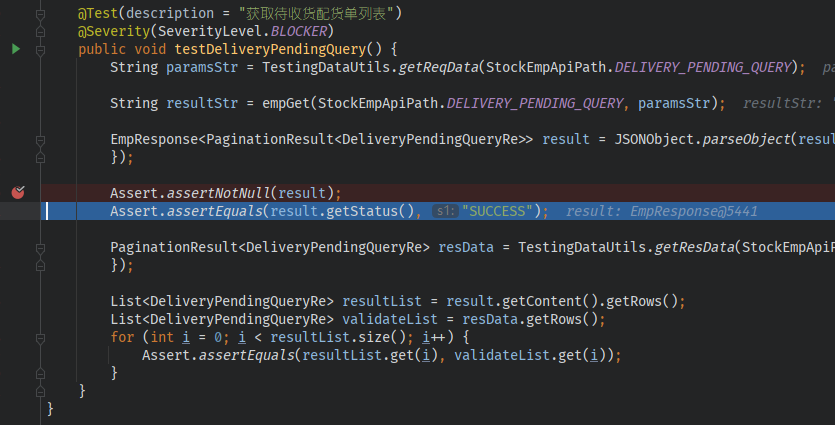 @Test(description = "获取待收货配货单列表")
@Severity(SeverityLevel.BLOCKER)
public void testDeliveryPendingQuery() {
String paramsStr = TestingDataUtils.getReqData(StockEmpApiPath.DELIVERY_PENDING_QUERY);
String resultStr = empGet(StockEmpApiPath.DELIVERY_PENDING_QUERY, paramsStr); resultStr:
EmpResponse<PaginationResult<DeliveryPendingQueryRe>> result = JSONObject.parseObject(resul
});
Assert.assertNotNull(result);
Assert.assertEquals(result.getStatus(), s1: "SUCCESS"); result: EmpResponse@5441
PaginationResult<DeliveryPendingQueryRe> resData = TestingDataUtils.getResData(StockEmpApiP
});
List<DeliveryPendingQueryRe> resultList = result.getContent().getRows();
List<DeliveryPendingQueryRe> validateList = resData.getRows();
for (int i = 0; i < resultList.size(); i++) {
Assert.assertEquals(resultList.get(i), validateList.get(i));
}
}
}